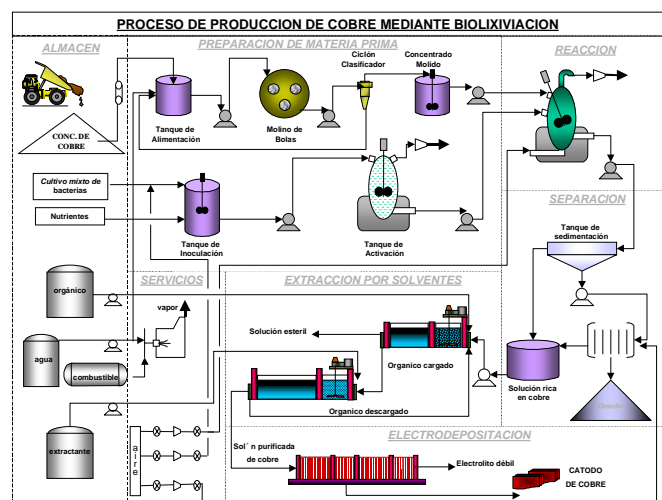 PROCESO DE PRODUCCION DE COBRE MEDIANTE BIOLIXIVIACION
ALMACEN
PREPARACION DE MATERIA PRIMA
REACCION
Ciclón
Clasificador
Concentrado
Molido
Tanque de
Alimentación
Molino de
Bolas
CONC. DE
COBRE
Cultivo mixto de
bacterias
Nutrientes
Tanque de
Inoculación
Tanque de
Activación
SEPARACION
Tanque de
sedimentación
SERVICIOS
EXTRACCION POR SOLVENTES
orgánico
vapor
Solución esteril
Organico cargado
agua
combustible
Solución rica
en cobre
Organico descargado
extractante
ELECTRODEPOSITACION
aire
Sol´ n purificada
de cobre
Electrolito débil
CATODO
DE COBRE